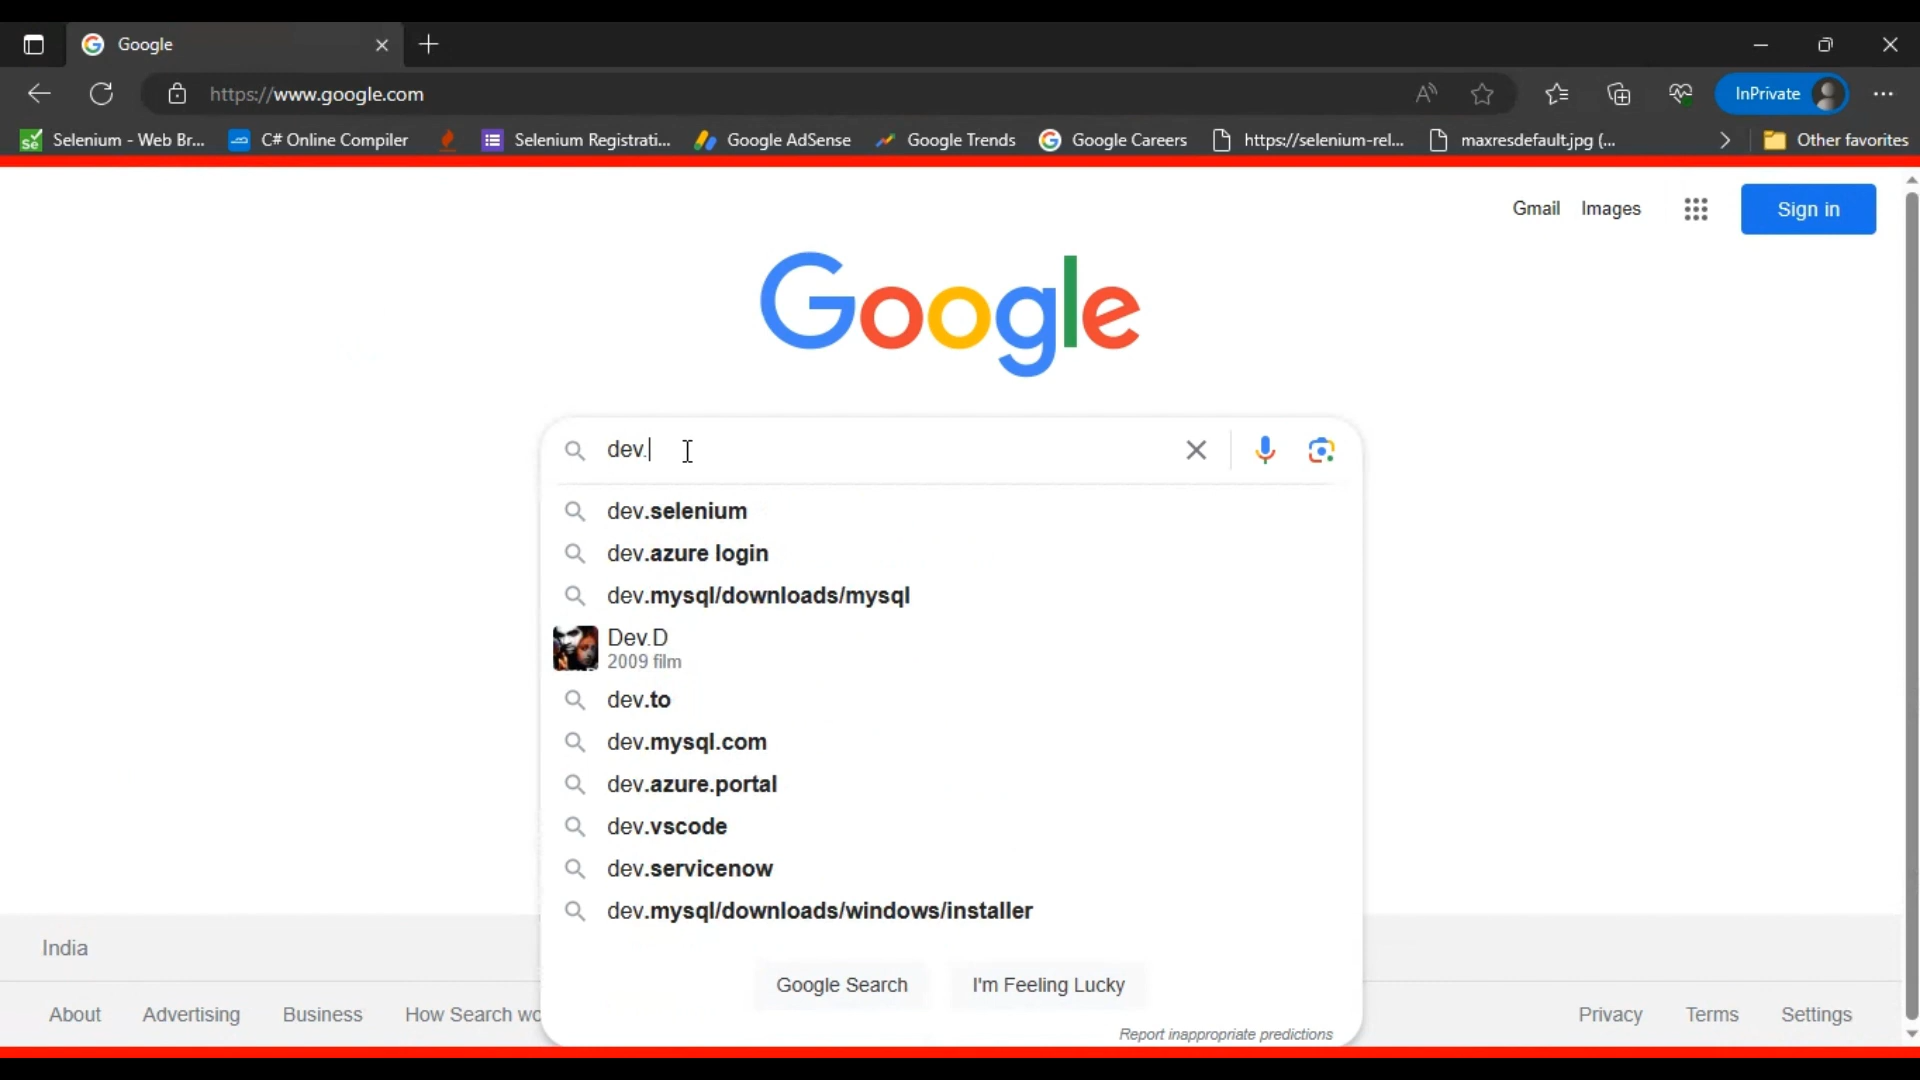 Google
https://www.google.com
InPrivate
Selenium - Web Br...
C# Online Compiler
Selenium Registrati...
Google AdSense
Google Trends
Google Careers
https://selenium-rel...
maxresdefault.jpg (...
Other favorites
Gmail
Images
Sign in
Google
dev.
dev.selenium
dev.azure login
dev.mysql/downloads/mysql
Dev.D
2009 film
dev.to
dev.mysql.com
dev.azure.portal
dev.vscode
dev.servicenow
dev.mysql/downloads/windows/installer
Google Search
I'm Feeling Lucky
Report inappropriate predictions
India
About
Advertising
Business
How Search wo
Privacy
Terms
Settings